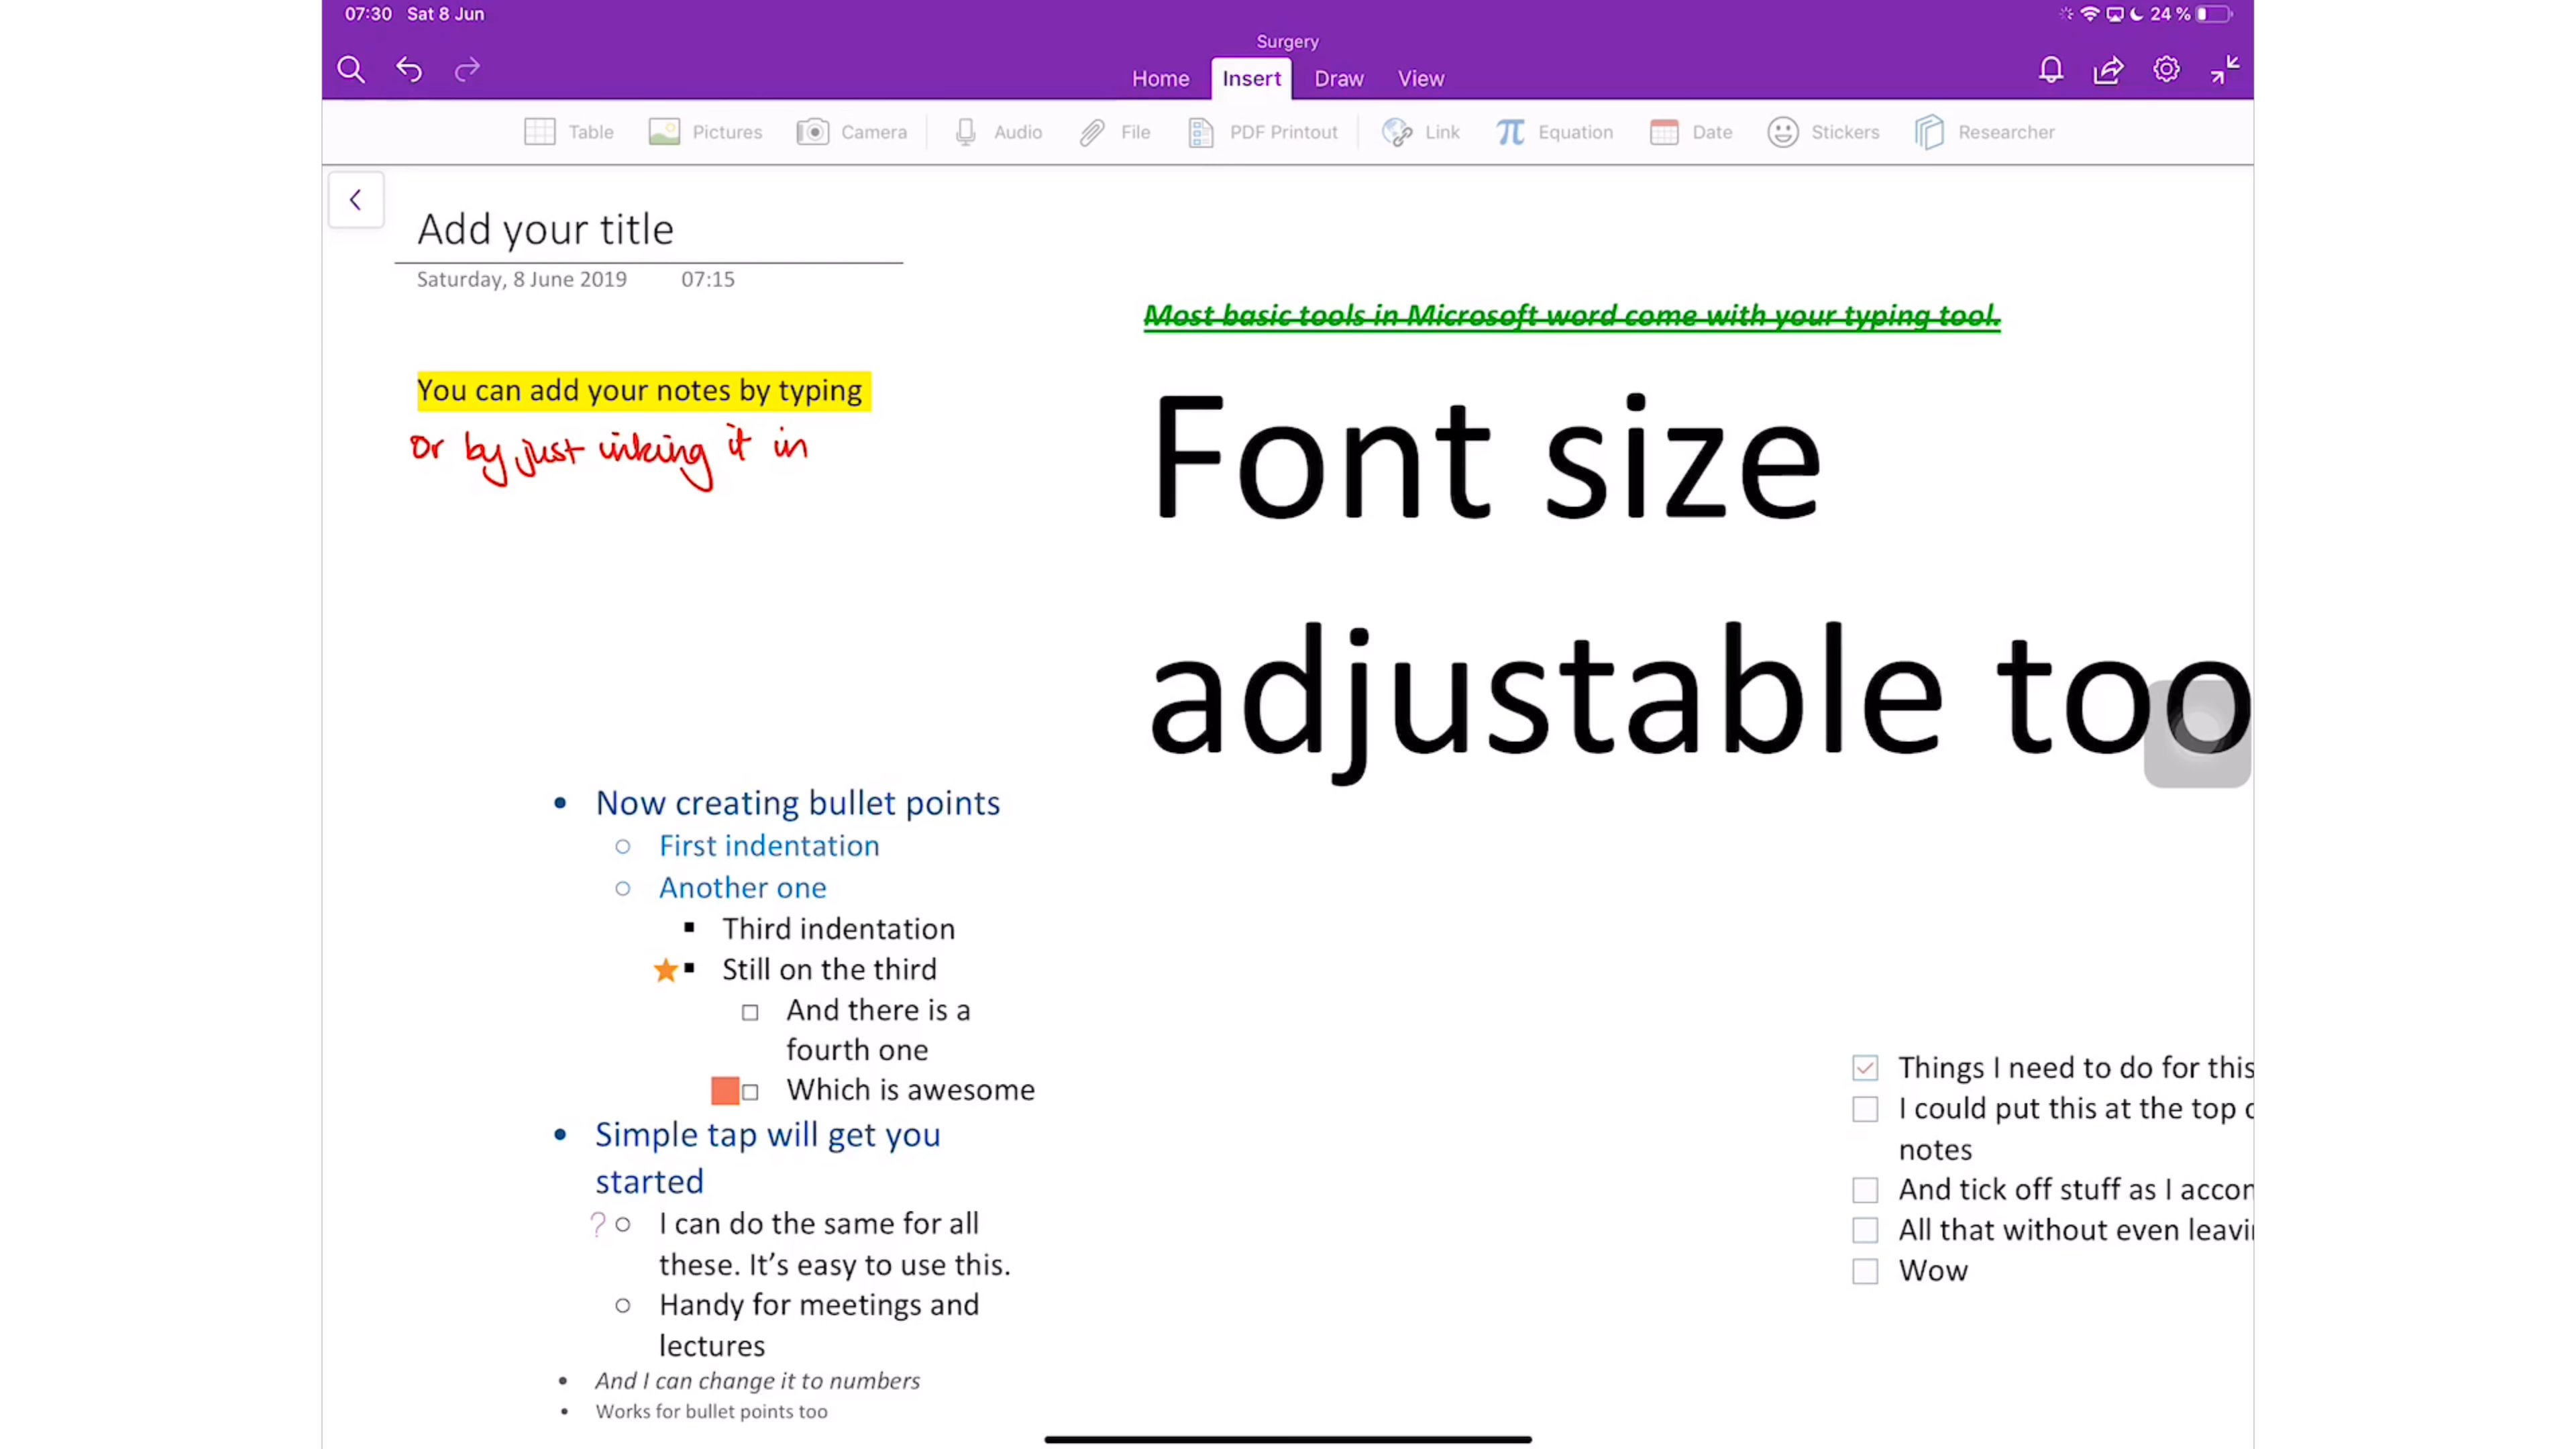 07:30 Sat 8 Jun
24 %
Surgery
Home Insert Draw View
Table Pictures Camera Audio File PDF Printout Link Equation Date Stickers Researcher
Add your title
Saturday, 8 June 2019 07:15
Most basic tools in Microsoft word come with your typing tool.
You can add your notes by typing
Or by just inking it in
Font size
adjustable too
Now creating bullet points
First indentation
Another one
Third indentation
Still on the third
And there is a
fourth one
Which is awesome
Simple tap will get you
started
? I can do the same for all
these. It's easy to use this.
Handy for meetings and
lectures
And I can change it to numbers
Works for bullet points too
Things I need to do for this
I could put this at the top
notes
And tick off stuff as I
All that without even
Wow